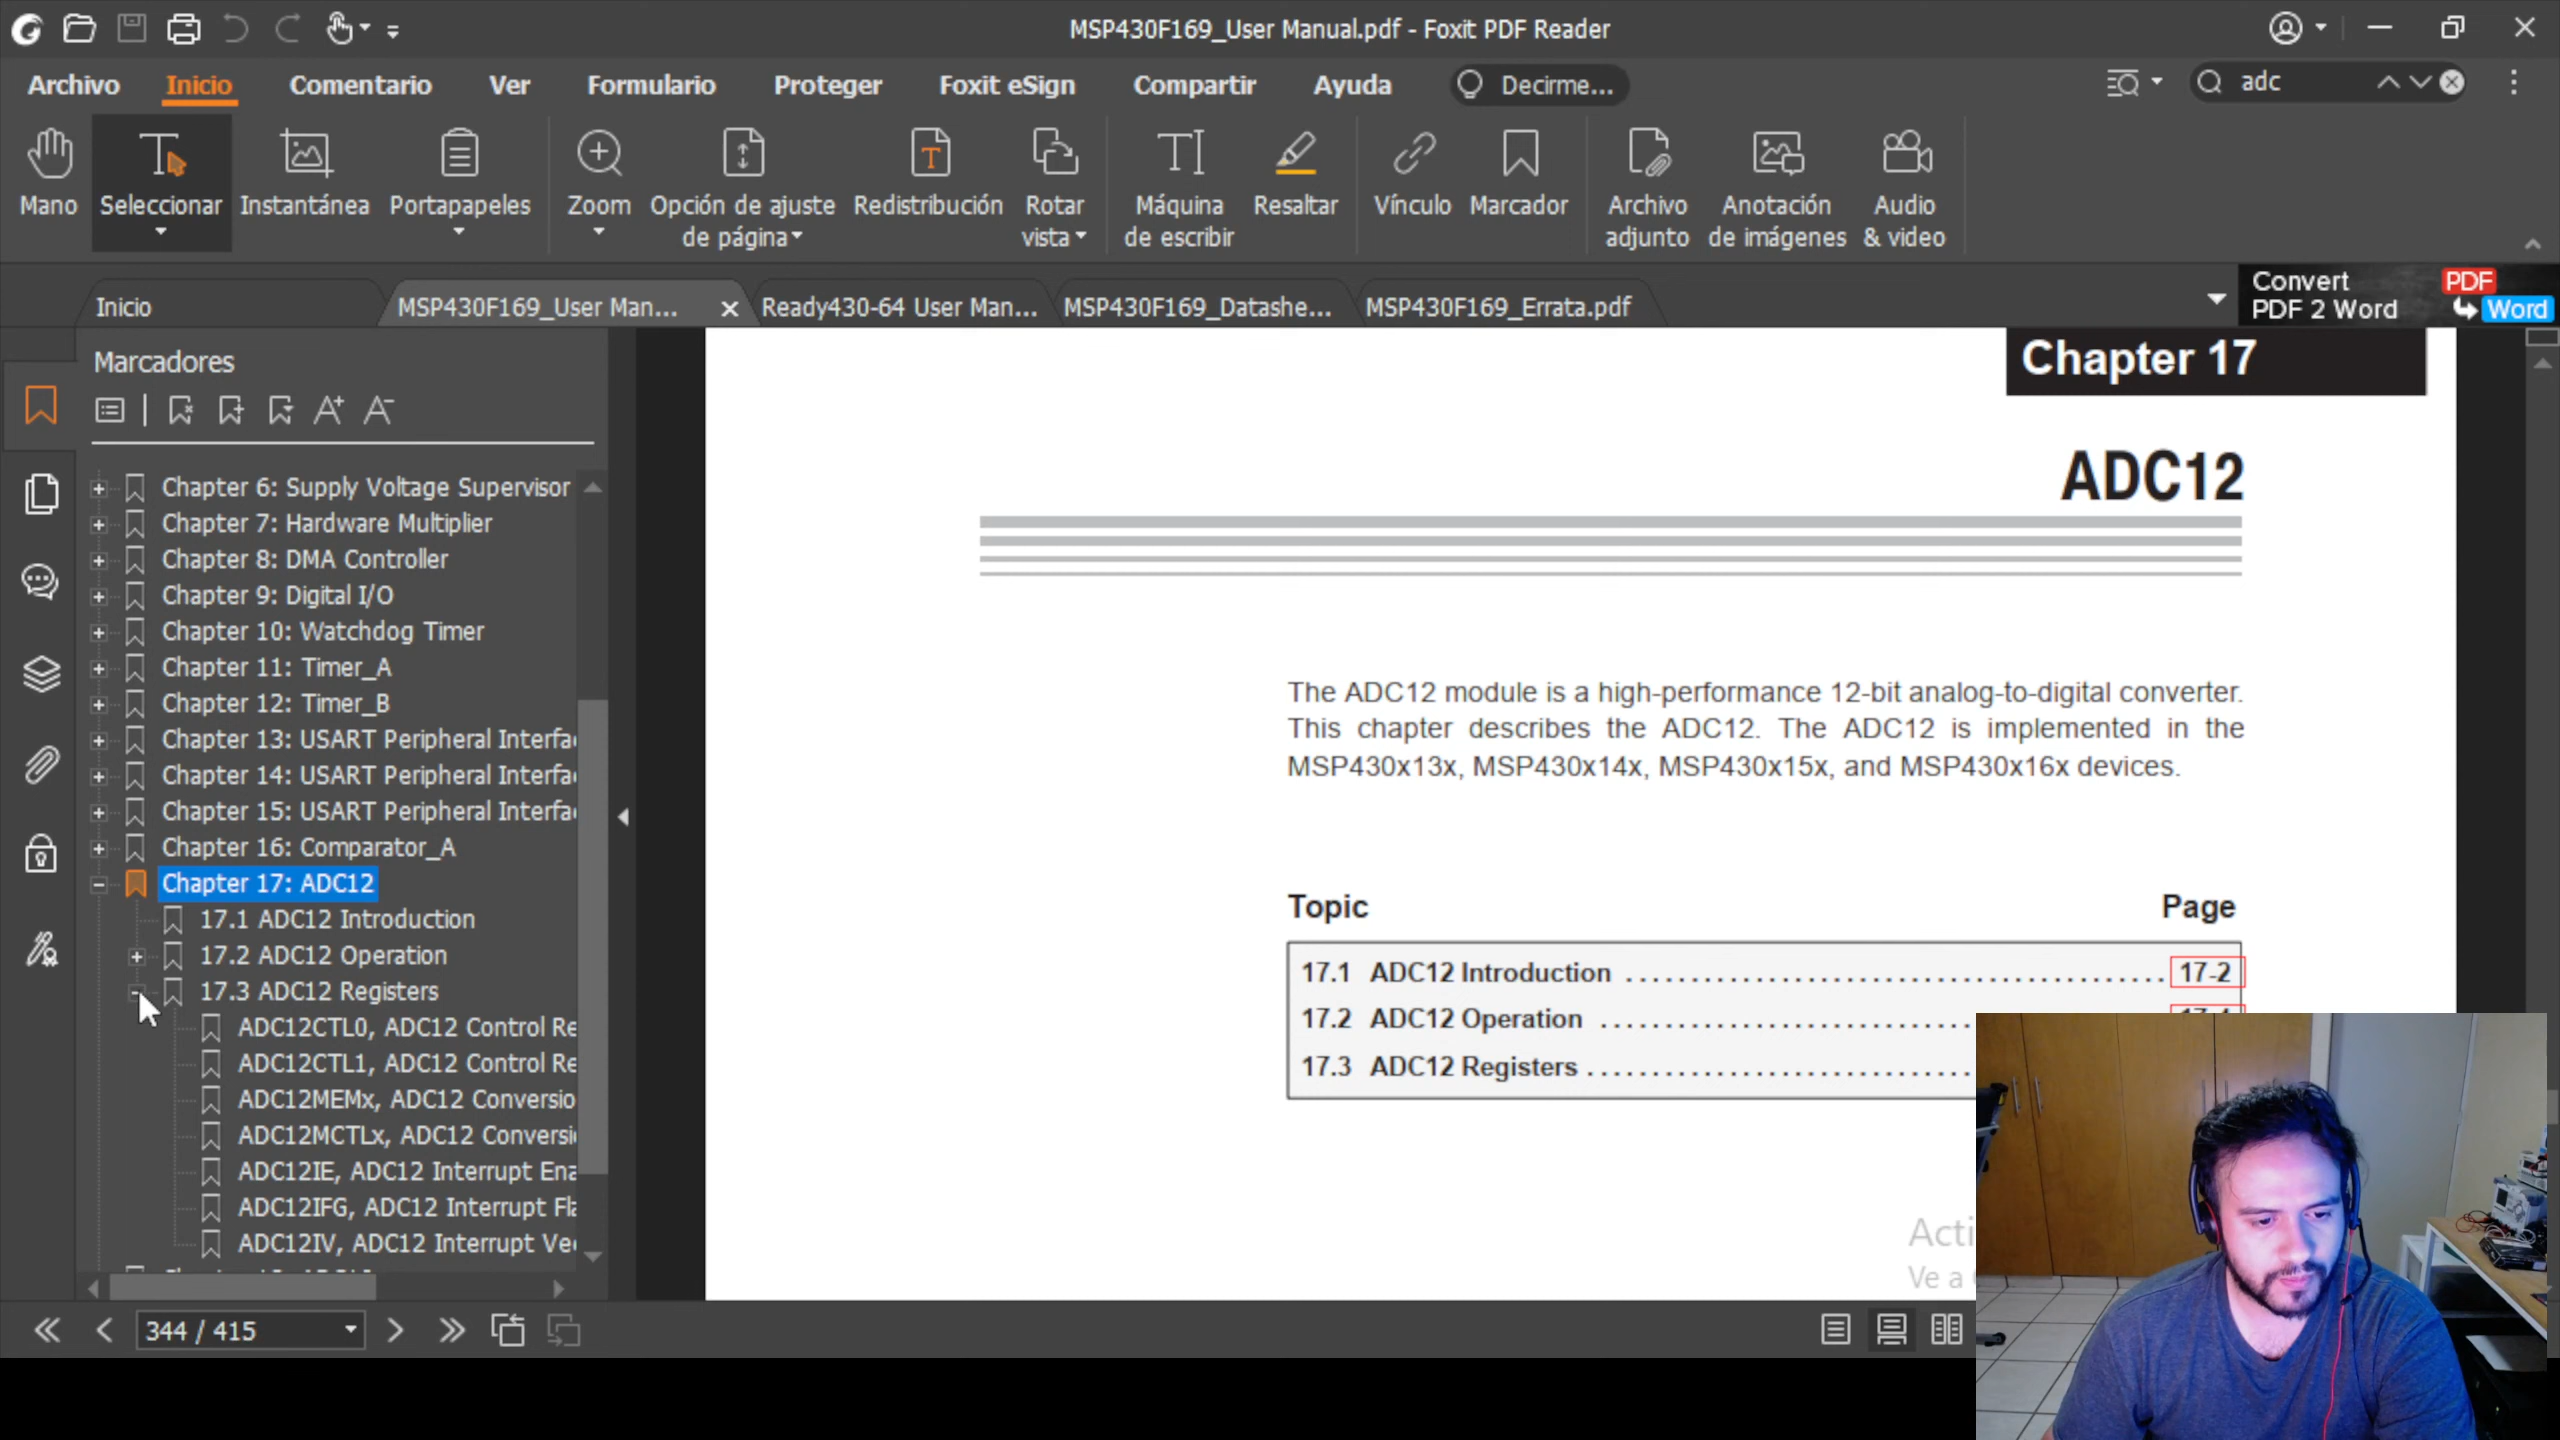 MSP430F169_User Manual.pdf - Foxit PDF Reader
Archivo Inicio Comentario Ver Formulario Proteger Foxit eSign Compartir Ayuda Decirme... adc
Mano Seleccionar Instantánea Portapapeles Zoom Opción de ajuste de página Redistribución Rotar vista Máquina de escribir Resaltar Vínculo Marcador Archivo adjunto Anotación de imágenes Audio & video
Inicio MSP430F169_User Man... Ready430-64 User Man... MSP430F169_Datashe... MSP430F169_Errata.pdf
Convert PDF
PDF 2 Word Word
Marcadores
Chapter 6: Supply Voltage Supervisor
Chapter 7: Hardware Multiplier
Chapter 8: DMA Controller
Chapter 9: Digital I/O
Chapter 10: Watchdog Timer
Chapter 11: Timer_A
Chapter 12: Timer_B
Chapter 13: USART Peripheral Interfa
Chapter 14: USART Peripheral Interfa
Chapter 15: USART Peripheral Interfa
Chapter 16: Comparator_A
Chapter 17: ADC12
17.1 ADC12 Introduction
17.2 ADC12 Operation
17.3 ADC12 Registers
ADC12CTL0, ADC12 Control Re
ADC12CTL1, ADC12 Control Re
ADC12MEMx, ADC12 Conversio
ADC12MCTLx, ADC12 Conversi
ADC12IE, ADC12 Interrupt Ena
ADC12IFG, ADC12 Interrupt Fla
ADC12IV, ADC12 Interrupt Ve
344 / 415
Chapter 17
ADC12
The ADC12 module is a high-performance 12-bit analog-to-digital converter.
This chapter describes the ADC12. The ADC12 is implemented in the
MSP430x13x, MSP430x14x, MSP430x15x, and MSP430x16x devices.
Topic Page
17.1 ADC12 Introduction ........................................ 17-2
17.2 ADC12 Operation ............................
17.3 ADC12 Registers .............................
Acti
Ve a